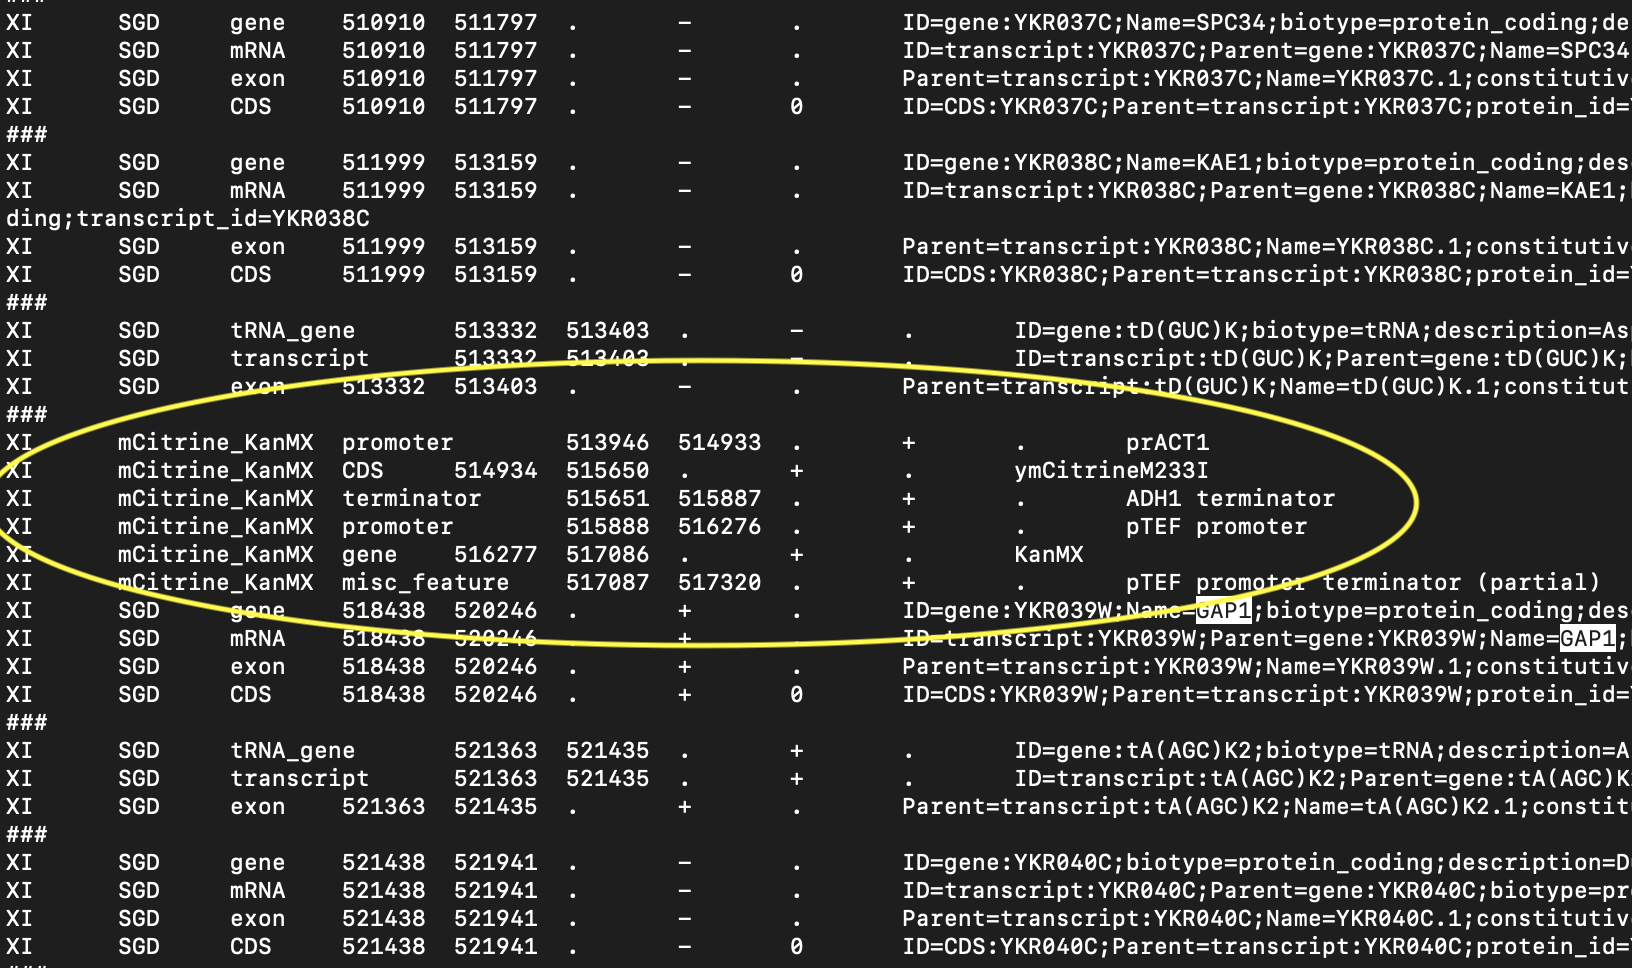 ###
XI SGD gene 510910 511797 . – . ID=gene:YKR037C;Name=SPC34;biotype=protein_coding;de
XI SGD mRNA 510910 511797 . – . ID=transcript:YKR037C;Parent=gene:YKR037C;Name=SPC34
XI SGD exon 510910 511797 . – . Parent=transcript:YKR037C;Name=YKR037C.1;constitutiv
XI SGD CDS 510910 511797 . – 0 ID=CDS:YKR037C;Parent=transcript:YKR037C;protein_id=
###
XI SGD gene 511999 513159 . – . ID=gene:YKR038C;Name=KAE1;biotype=protein_coding;des
XI SGD mRNA 511999 513159 . – . ID=transcript:YKR038C;Parent=gene:YKR038C;Name=KAE1;
ding;transcript_id=YKR038C
XI SGD exon 511999 513159 . – . Parent=transcript:YKR038C;Name=YKR038C.1;constitutiv
XI SGD CDS 511999 513159 . – 0 ID=CDS:YKR038C;Parent=transcript:YKR038C;protein_id=
###
XI SGD tRNA_gene 513332 513403 . – . ID=gene:tD(GUC)K;biotype=tRNA;description=As
XI SGD transcript 513332 513403 . – . ID=transcript:tD(GUC)K;Parent=gene:tD(GUC)K;
XI SGD exon 513332 513403 . – . Parent=transcript:tD(GUC)K;Name=tD(GUC)K.1;constitut
###
XI mCitrine_KanMX promoter 513946 514933 . + . prACT1
XI mCitrine_KanMX CDS 514934 515650 . + . ymCitrineM233I
XI mCitrine_KanMX terminator 515651 515887 . + . ADH1 terminator
XI mCitrine_KanMX promoter 515888 516276 . + . pTEF promoter
XI mCitrine_KanMX gene 516277 517086 . + . KanMX
XI mCitrine_KanMX misc_feature 517087 517320 . + . pTEF promoter terminator (partial)
XI SGD gene 518438 520246 . + . ID=gene:YKR039W;Name=GAP1;biotype=protein_coding;des
XI SGD mRNA 518438 520246 . + . ID=transcript:YKR039W;Parent=gene:YKR039W;Name=GAP1;
XI SGD exon 518438 520246 . + . Parent=transcript:YKR039W;Name=YKR039W.1;constitutiv
XI SGD CDS 518438 520246 . + 0 ID=CDS:YKR039W;Parent=transcript:YKR039W;protein_id=
###
XI SGD tRNA_gene 521363 521435 . + . ID=gene:tA(AGC)K2;biotype=tRNA;description=A
XI SGD transcript 521363 521435 . + . ID=transcript:tA(AGC)K2;Parent=gene:tA(AGC)K
XI SGD exon 521363 521435 . + . Parent=transcript:tA(AGC)K2;Name=tA(AGC)K2.1;constit
###
XI SGD gene 521438 521941 . – . ID=gene:YKR040C;biotype=protein_coding;description=D
XI SGD mRNA 521438 521941 . – . ID=transcript:YKR040C;Parent=gene:YKR040C;biotype=pr
XI SGD exon 521438 521941 . – . Parent=transcript:YKR040C;Name=YKR040C.1;constitutiv
XI SGD CDS 521438 521941 . – 0 ID=CDS:YKR040C;Parent=transcript:YKR040C;protein_id=
###